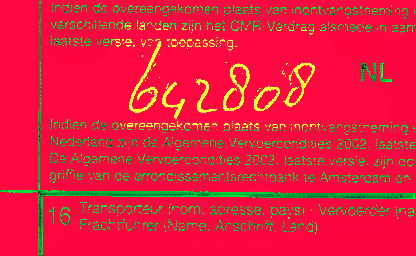 Indien de overeengekomen plaats van inontvangstneming
verschillende landen zijn het CMR-Verdrag alsmede in aan
laatste versie, van toepassing.
642808
NL
Indien de overeengekomen plaats van inontvangstneming
Nederland zijn de Algemene Vervoercondities 2002, laatste
De Algemene Vervoercondities 2002, laatste versie, zijn
griffie van de arrondissementsrechtbank te Amsterdam en
16 Transporteur (nom, adresse, pays) / Vervoerder
Frachtführer (Name, Anschrift, Land)